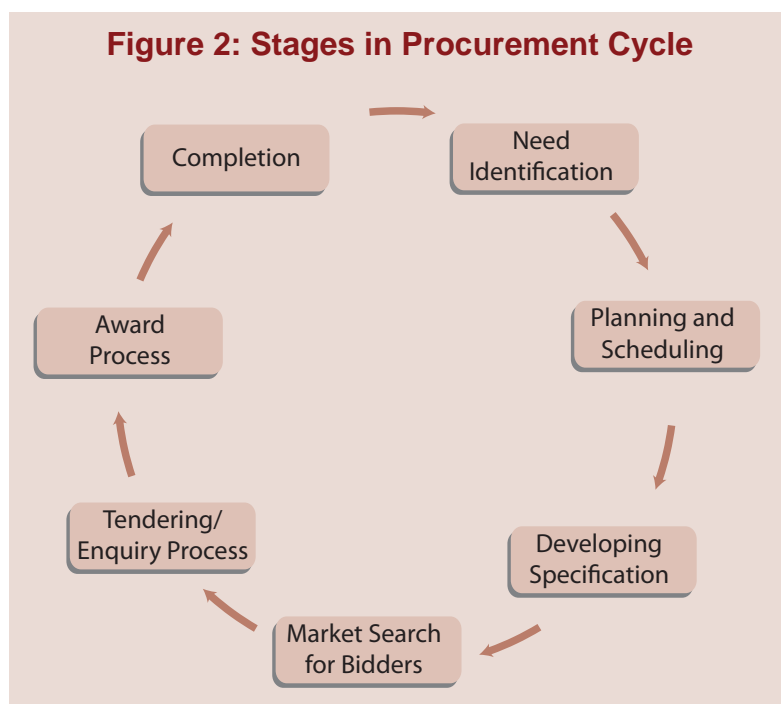 Figure 2: Stages in Procurement Cycle
Completion
Need
Identification
Planning and
Scheduling
Developing
Specification
Market Search
for Bidders
Tendering/
Enquiry Process
Award
Process